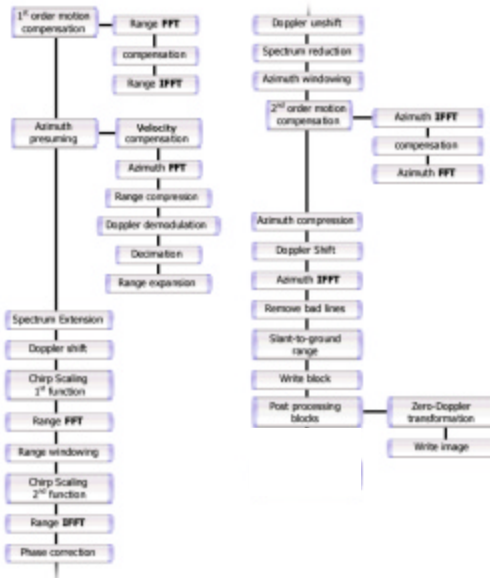 1st order motion
compensation
Range FFT
compensation
Range IFFT
Azimuth
presuming
Velocity
compensation
Azimuth FFT
Range compression
Doppler demodulation
Decimation
Range expansion
Spectrum Extension
Doppler shift
Chirp Scaling
1st function
Range FFT
Range windowing
Chirp Scaling
2nd function
Range IFFT
Phase correction
Doppler unshift
Spectrum reduction
Azimuth windowing
2nd order motion
compensation
Azimuth IFFT
compensation
Azimuth FFT
Azimuth compression
Doppler Shift
Azimuth IFFT
Remove bad lines
Slant-to-ground
range
Write block
Post processing
blocks
Zero-Doppler
transformation
Write image